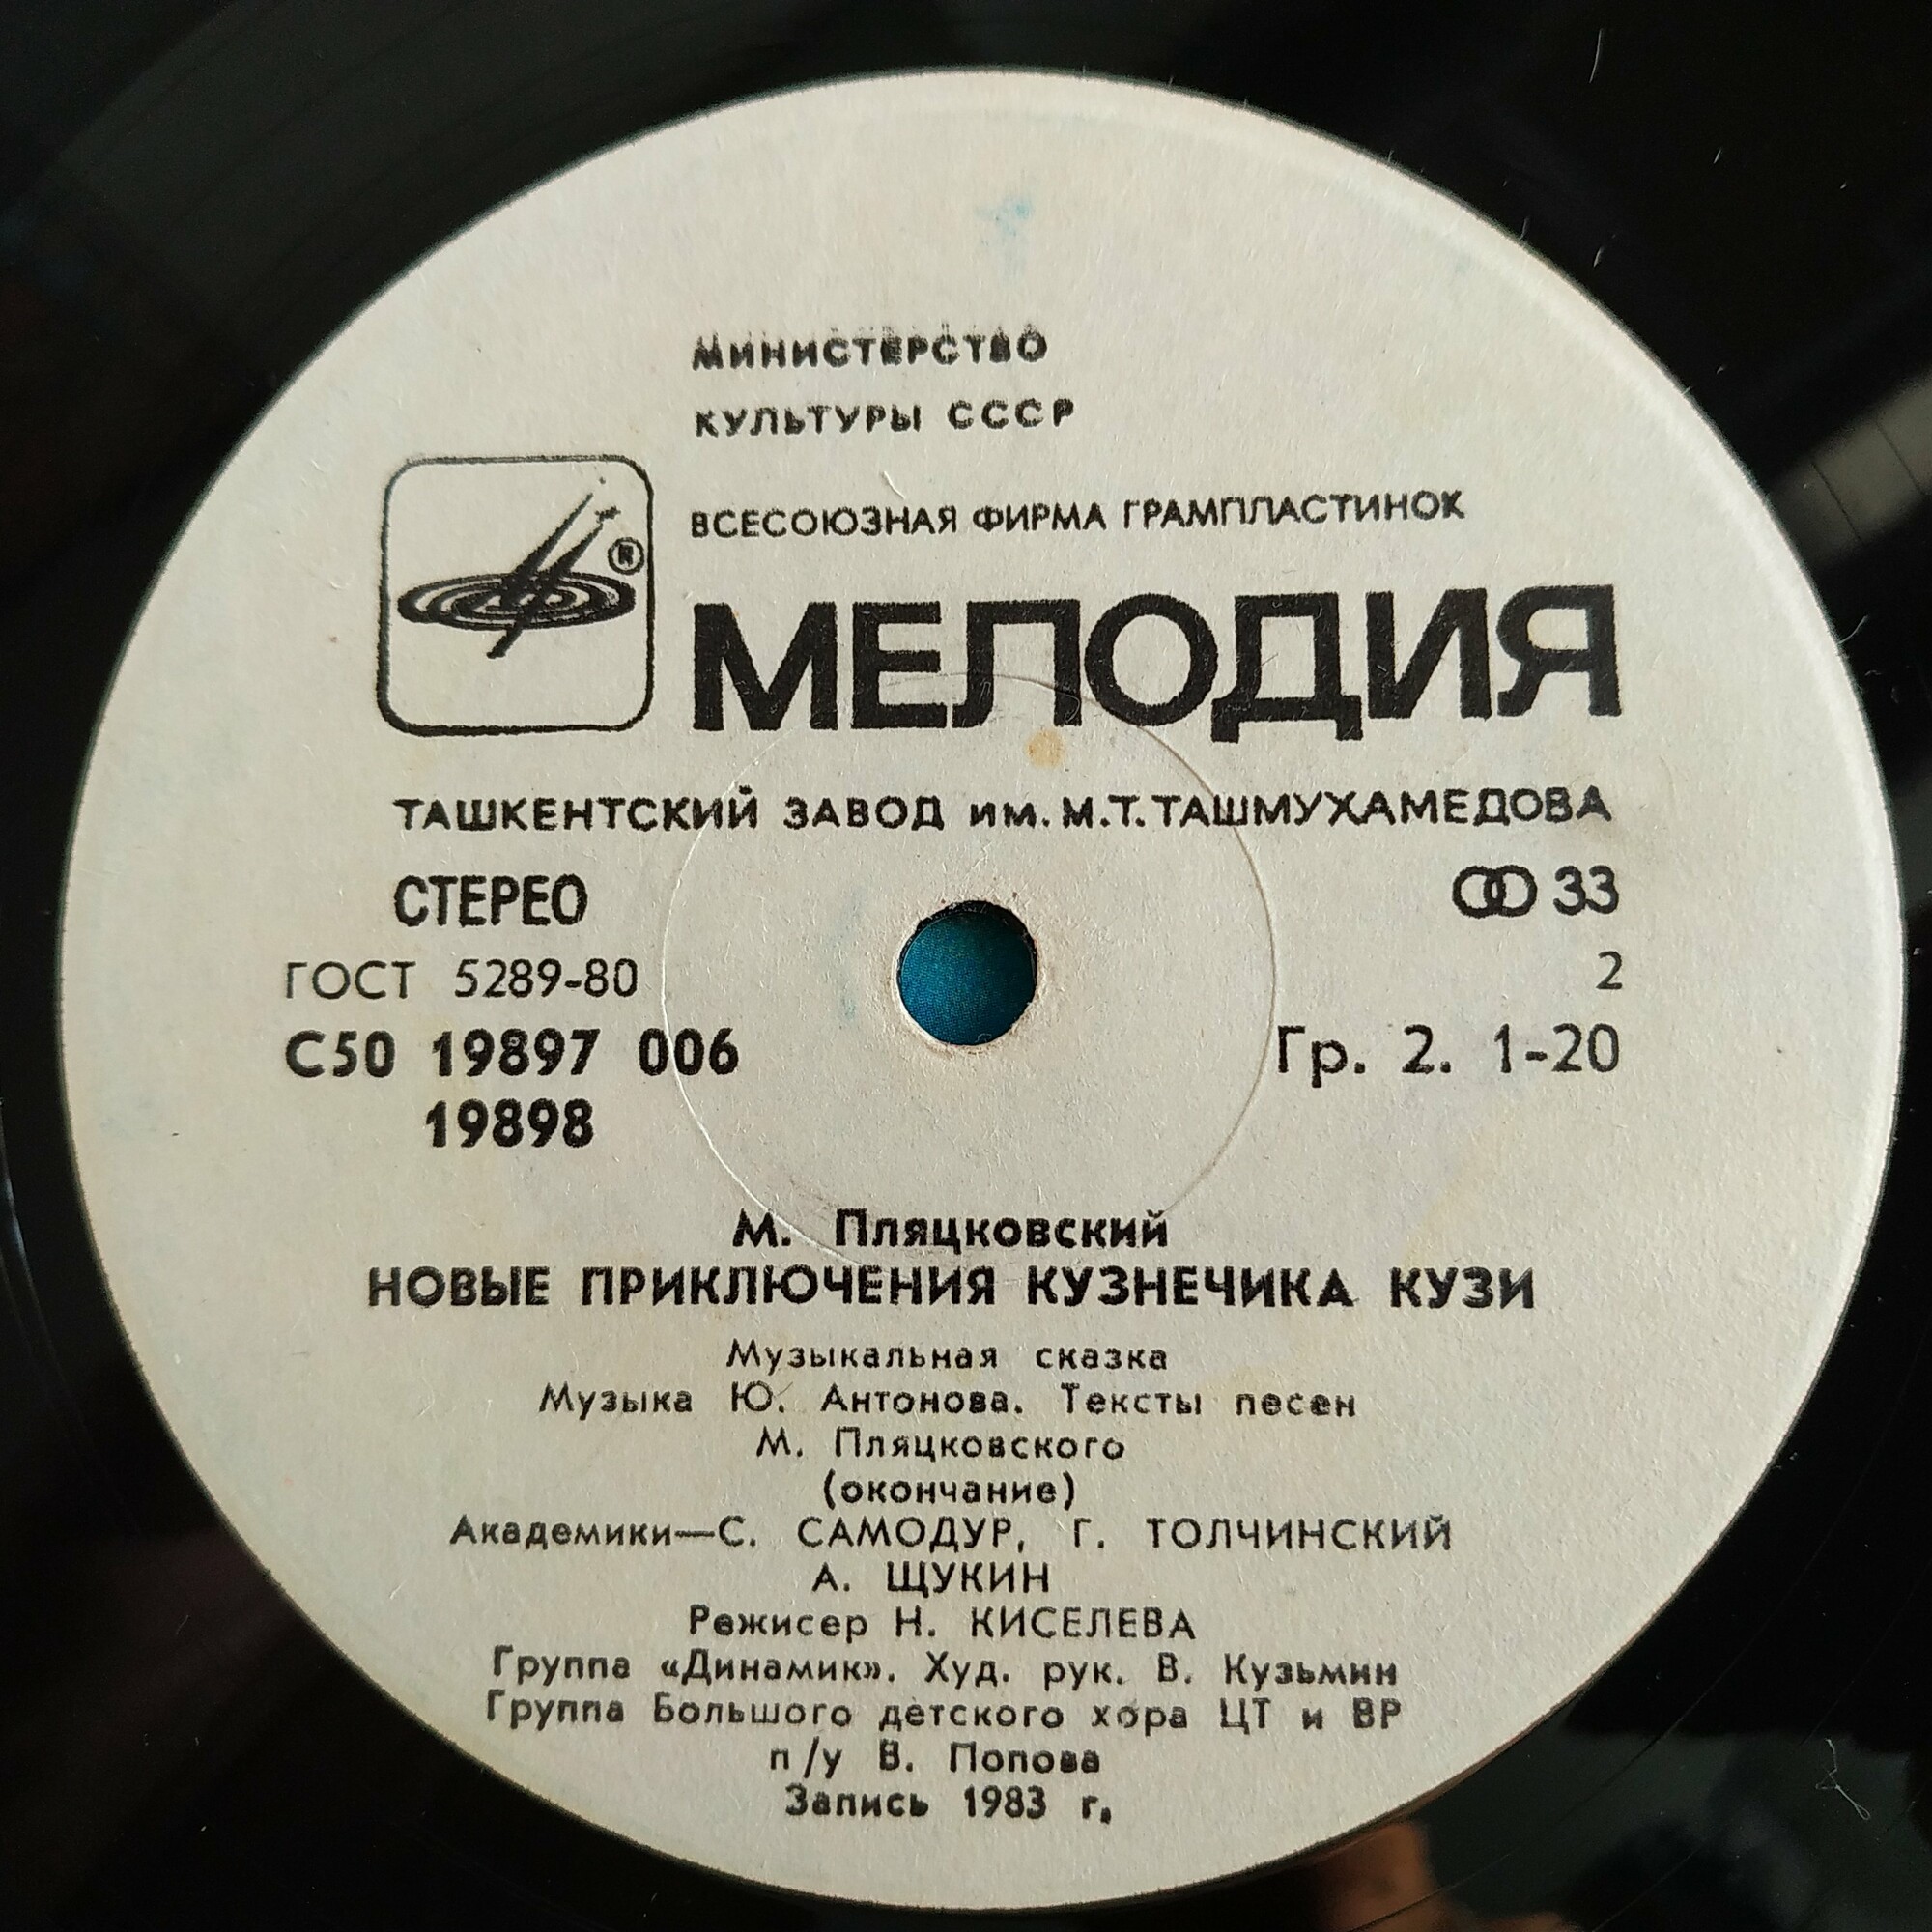 МИНИСТЕРСТВО
КУЛЬТУРЫ СССР
ВСЕСОЮЗНАЯ ФИРМА ГРАМПЛАСТИНОК
®
МЕЛОДИЯ
ТАШКЕНТСКИЙ ЗАВОД им. М.Т. ТАШМУХАМЕДОВА
СТЕРЕО 33
ГОСТ 5289-80 2
С50 19897 006 Гр. 2. 1-20
19898
М. Пляцковский
НОВЫЕ ПРИКЛЮЧЕНИЯ КУЗНЕЧИКА КУЗИ
Музыкальная сказка
Музыка Ю. Антонова. Тексты песен
М. Пляцковского
(окончание)
Академики—С. САМОДУР, Г. ТОЛЧИНСКИЙ
А. ЩУКИН
Режисер Н. КИСЕЛЕВА
Группа «Динамик». Худ. рук. В. Кузьмин
Группа Большого детского хора ЦТ и ВР
п/у В. Попова
Запись 1983 г.